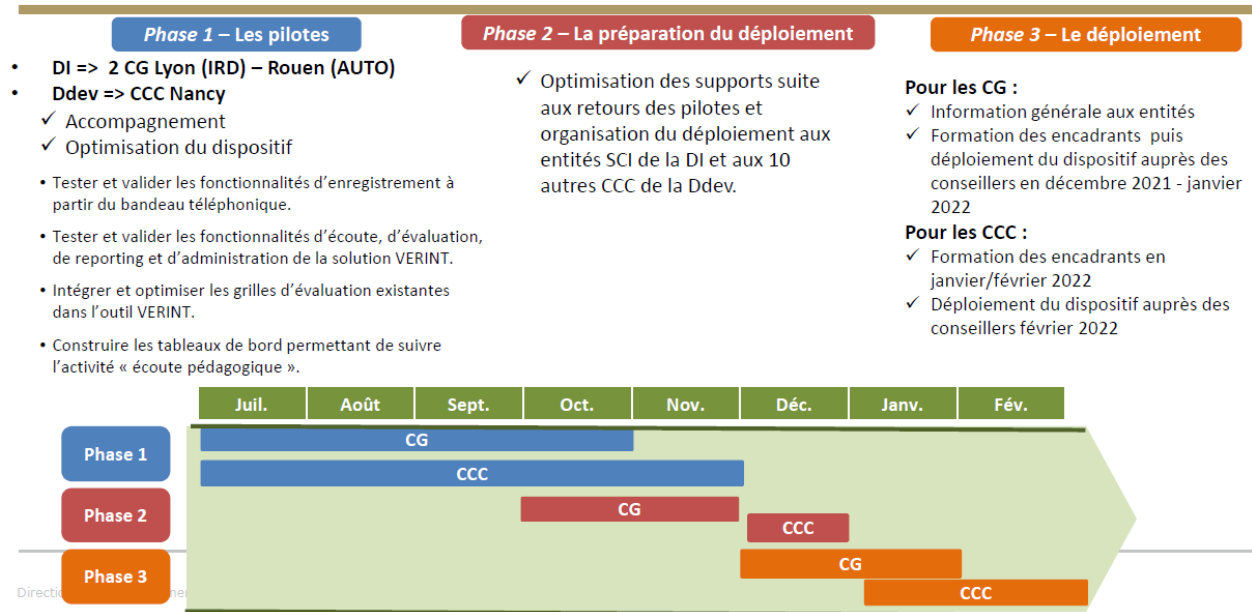 Phase 1 – Les pilotes
• DI => 2 CG Lyon (IRD) – Rouen (AUTO)
• Ddev => CCC Nancy
✓ Accompagnement
✓ Optimisation du dispositif
• Tester et valider les fonctionnalités d'enregistrement à
partir du bandeau téléphonique.
• Tester et valider les fonctionnalités d'écoute, d'évaluation,
de reporting et d'administration de la solution VERINT.
• Intégrer et optimiser les grilles d'évaluation existantes
dans l'outil VERINT.
• Construire les tableaux de bord permettant de suivre
l'activité « écoute pédagogique ».
Phase 2 – La préparation du déploiement
✓ Optimisation des supports suite
aux retours des pilotes et
organisation du déploiement aux
entités SCI de la DI et aux 10
autres CCC de la Ddev.
Phase 3 – Le déploiement
Pour les CG :
✓ Information générale aux entités
✓ Formation des encadrants puis
déploiement du dispositif auprès des
conseillers en décembre 2021 - janvier
2022
Pour les CCC :
✓ Formation des encadrants en
janvier/février 2022
✓ Déploiement du dispositif auprès des
conseillers février 2022
Juil. Août Sept. Oct. Nov. Déc. Janv. Fév.
Phase 1
CG
CCC
Phase 2
CG
CCC
Phase 3
CG
CCC